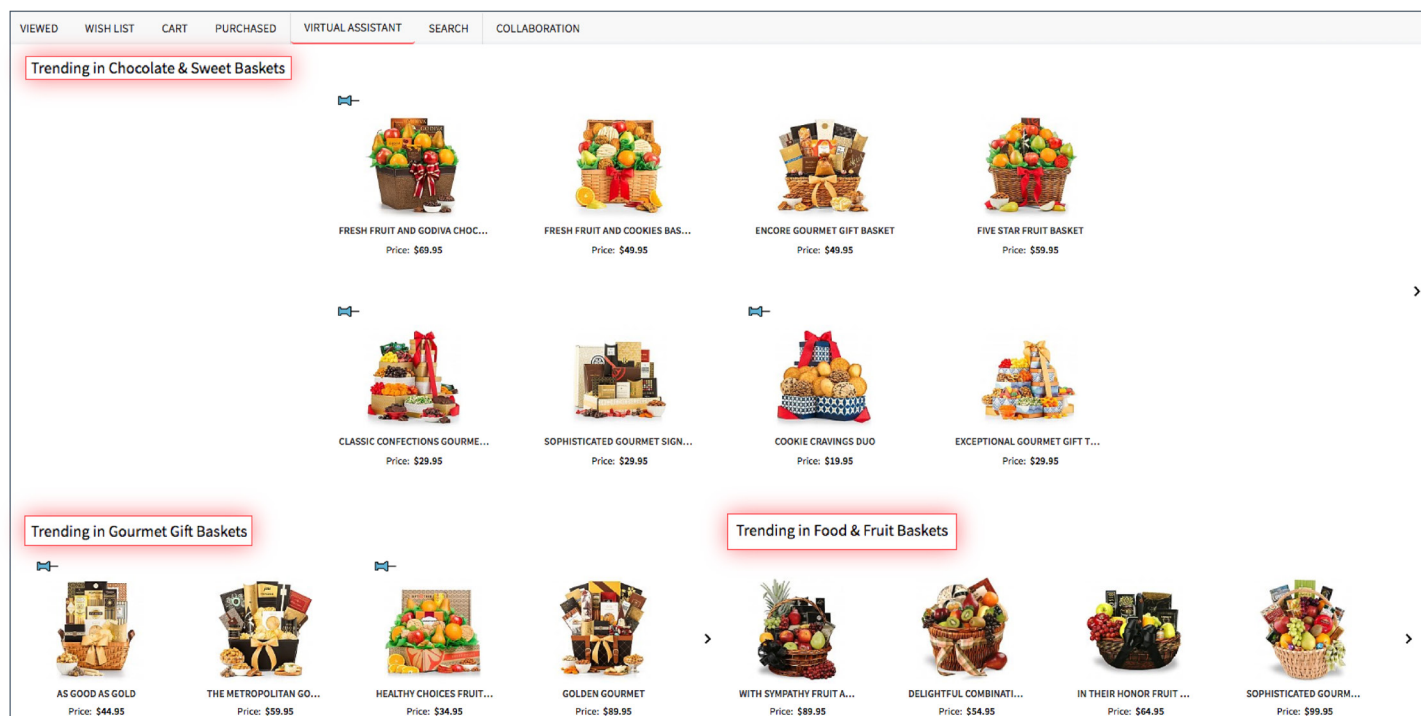 VIEWED WISH LIST CART PURCHASED VIRTUAL ASSISTANT SEARCH COLLABORATION
Trending in Chocolate & Sweet Baskets
GODIVA
FRESH FRUIT AND GODIVA CHOC... FRESH FRUIT AND COOKIES BAS... ENCORE GOURMET GIFT BASKET FIVE STAR FRUIT BASKET
Price: $69.95 Price: $49.95 Price: $49.95 Price: $59.95
CLASSIC CONFECTIONS GOURME... SOPHISTICATED GOURMET SIGN... COOKIE CRAVINGS DUO EXCEPTIONAL GOURMET GIFT T...
Price: $29.95 Price: $29.95 Price: $19.95 Price: $29.95
Trending in Gourmet Gift Baskets
Trending in Food & Fruit Baskets
AS GOOD AS GOLD THE METROPOLITAN GO... HEALTHY CHOICES FRUIT... GOLDEN GOURMET WITH SYMPATHY FRUIT A... DELIGHTFUL COMBINATI... IN THEIR HONOR FRUIT ... SOPHISTICATED GOURM...
Price: $44.95 Price: $59.95 Price: $34.95 Price: $89.95 Price: $89.95 Price: $54.95 Price: $64.95 Price: $99.95